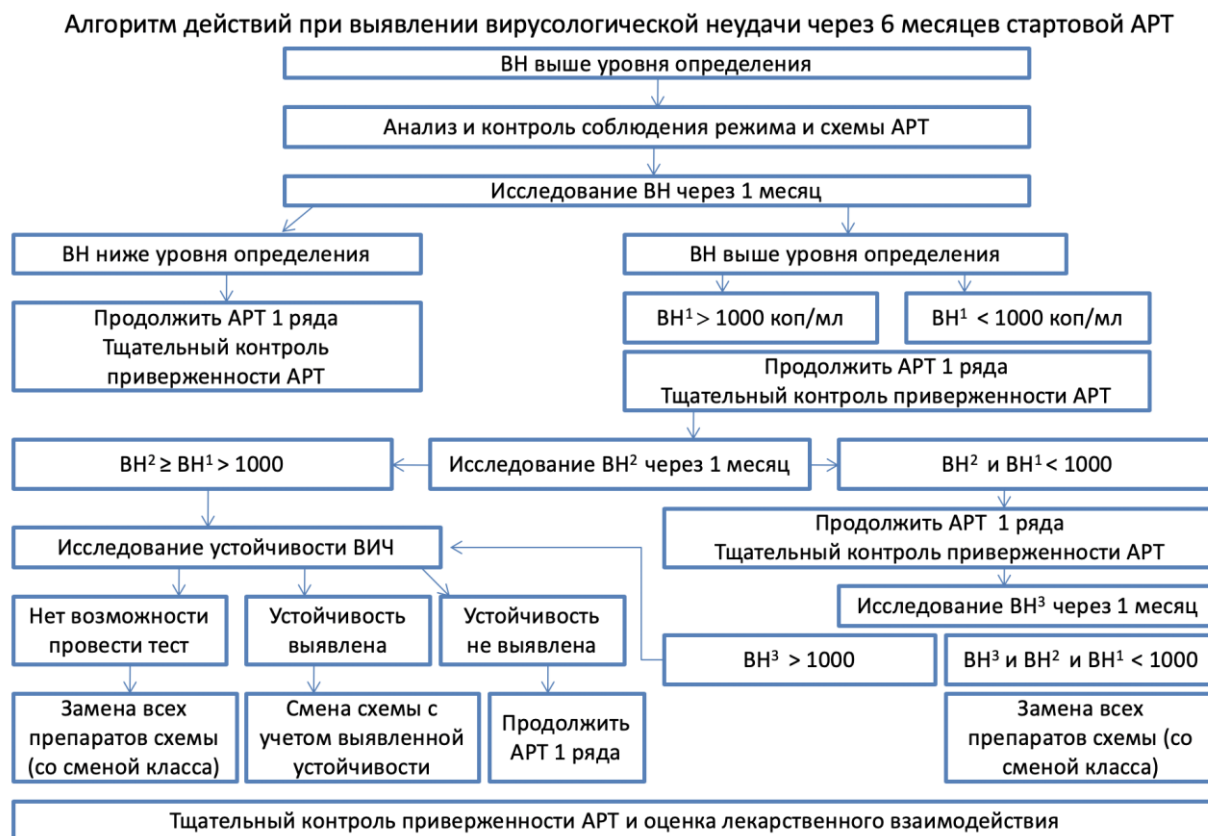 Алгоритм действий при выявлении вирусологической неудачи через 6 месяцев стартовой АРТ
ВН выше уровня определения
Анализ и контроль соблюдения режима и схемы АРТ
Исследование ВН через 1 месяц
ВН ниже уровня определения
ВН выше уровня определения
Продолжить АРТ 1 ряда
Тщательный контроль
приверженности АРТ
ВН¹ > 1000 коп/мл
ВН¹ < 1000 коп/мл
Продолжить АРТ 1 ряда
Тщательный контроль приверженности АРТ
ВН² ≥ ВН¹ > 1000
Исследование ВН² через 1 месяц
ВН² и ВН¹ < 1000
Исследование устойчивости ВИЧ
Продолжить АРТ 1 ряда
Тщательный контроль приверженности АРТ
Нет возможности
провести тест
Устойчивость
выявлена
Устойчивость
не выявлена
Исследование ВН³ через 1 месяц
ВН³ > 1000
ВН³ и ВН² и ВН¹ < 1000
Замена всех
препаратов схемы
(со сменой класса)
Смена схемы с
учетом выявленной
устойчивости
Продолжить
АРТ 1 ряда
Замена всех
препаратов схемы (со
сменой класса)
Тщательный контроль приверженности АРТ и оценка лекарственного взаимодействия